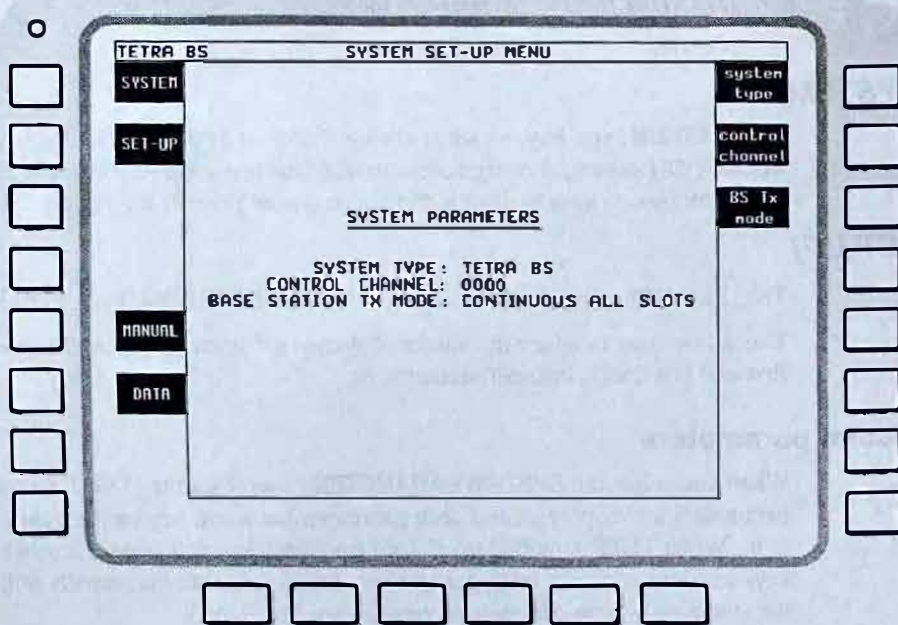 TETRA BS SYSTEM SET-UP MENU
SYSTEM
system type
SET-UP
control channel
BS Tx mode
SYSTEM PARAMETERS
SYSTEM TYPE: TETRA BS
CONTROL CHANNEL: 0000
BASE STATION TX MODE: CONTINUOUS ALL SLOTS
MANUAL
DATA